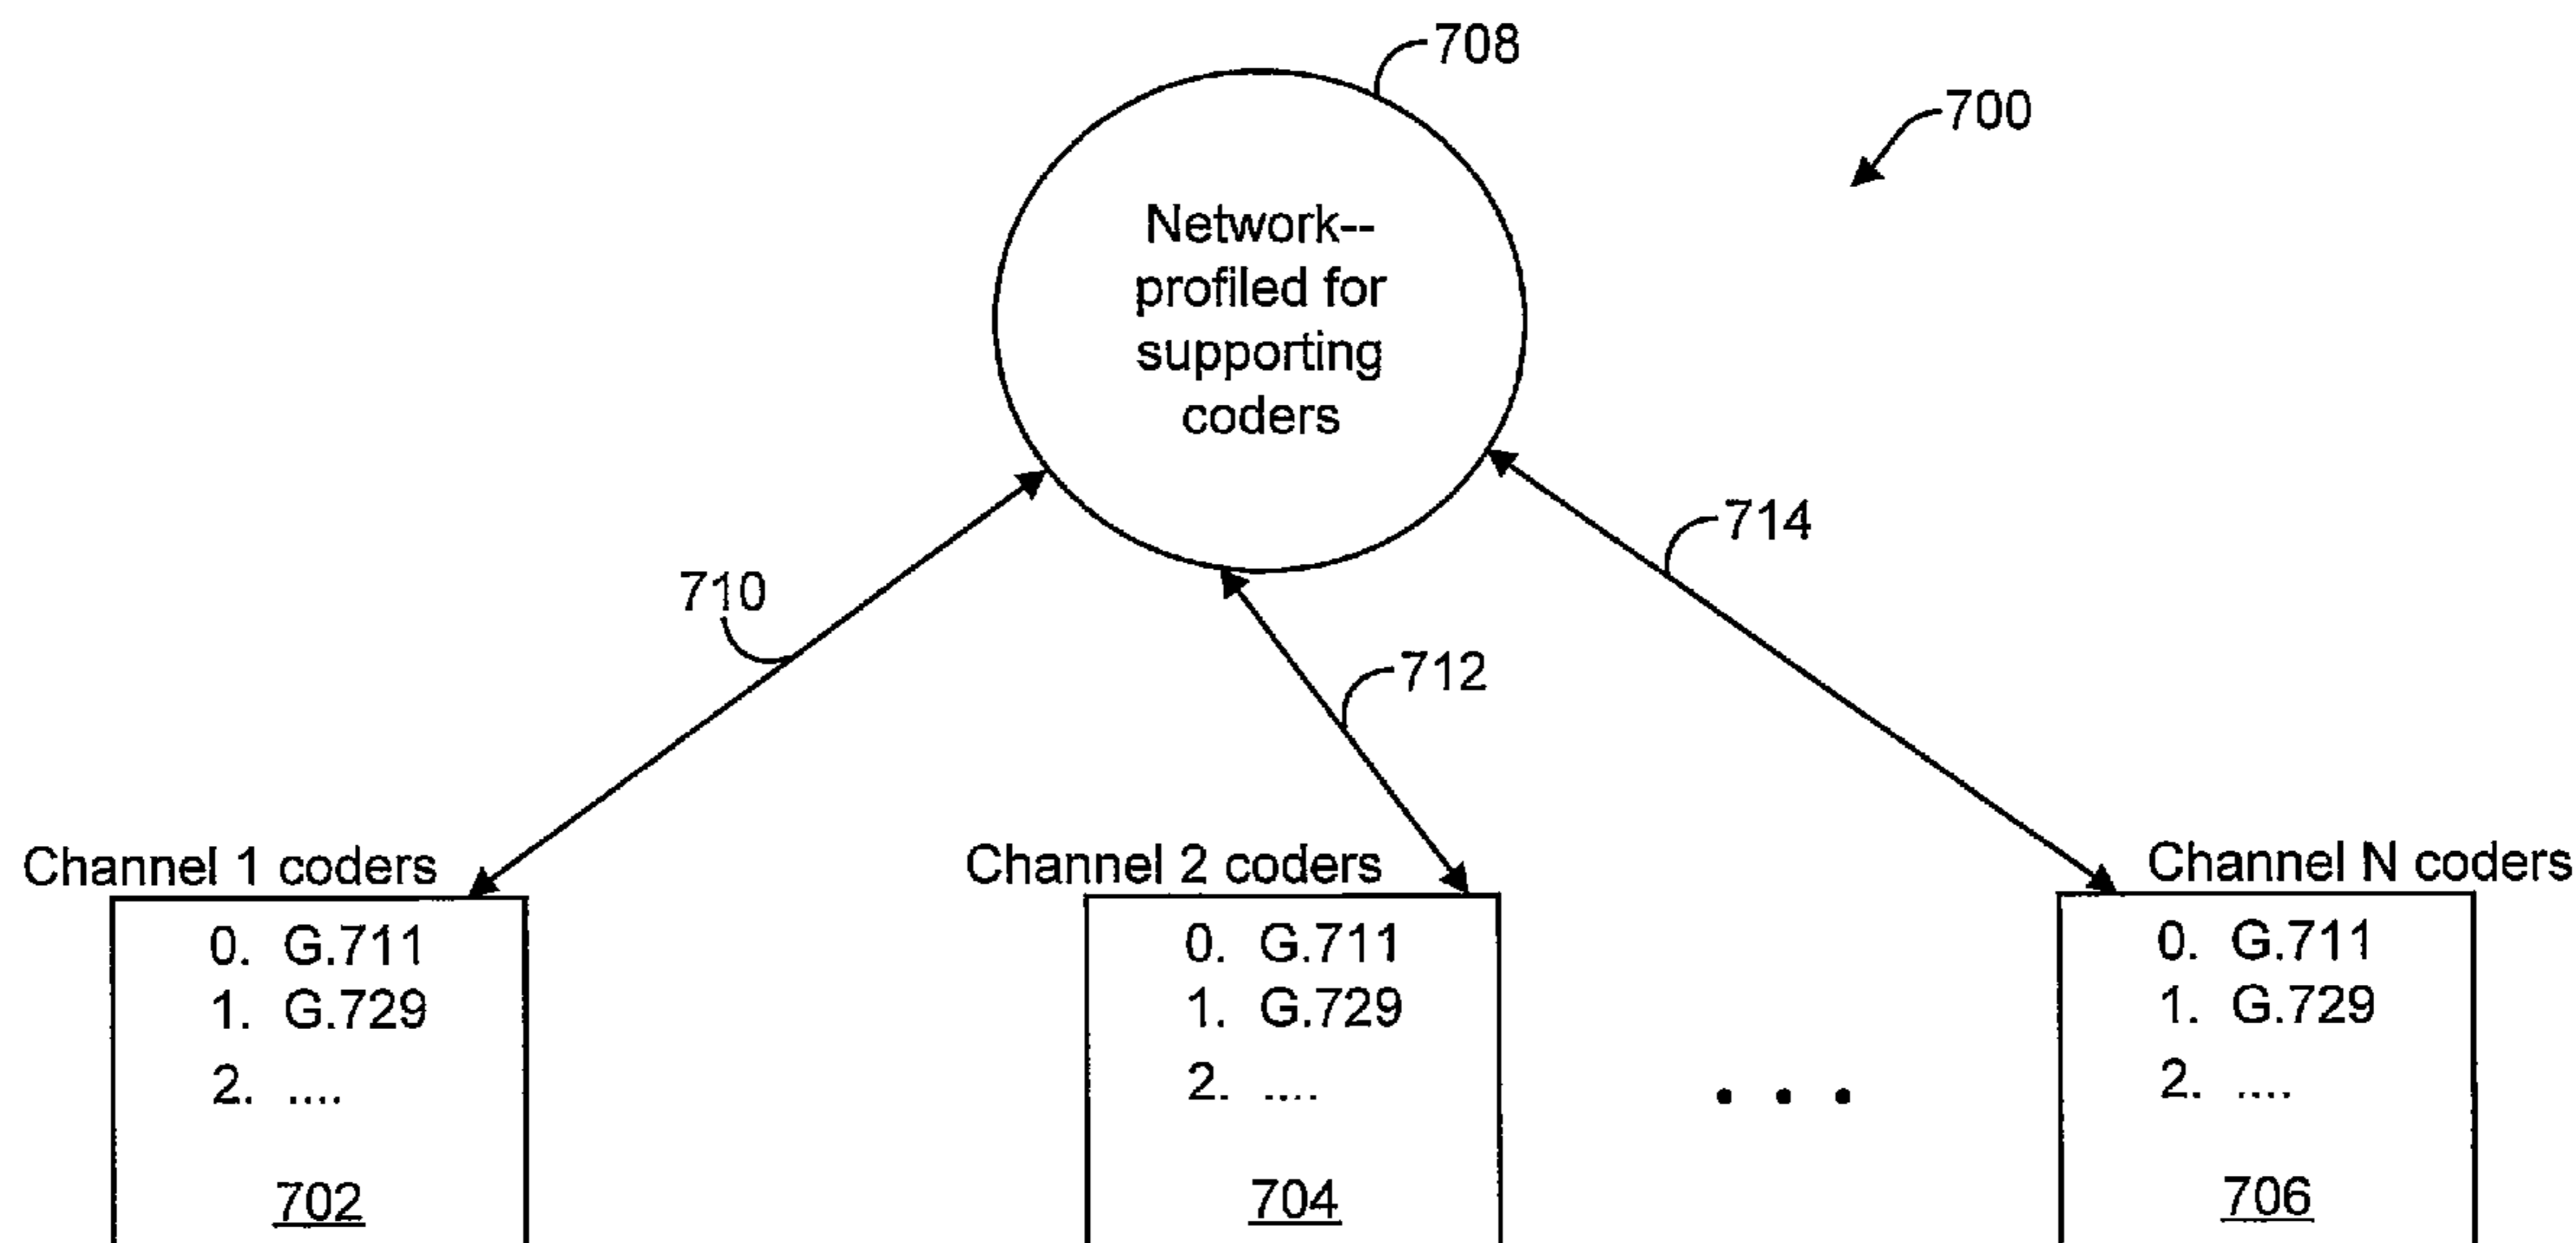 708
700
Network--
profiled for
supporting
coders
714
710
712
Channel 1 coders
0. G.711
1. G.729
2. ....
702
Channel 2 coders
0. G.711
1. G.729
2. ....
704
. . .
Channel N coders
0. G.711
1. G.729
2. ....
706